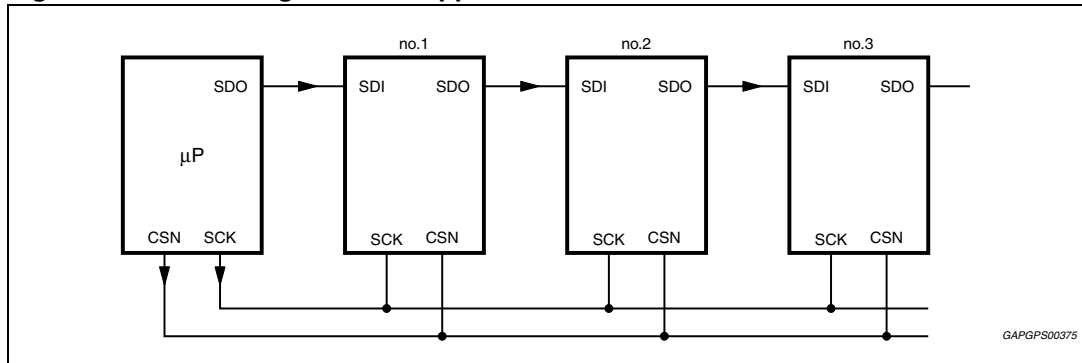 no.1 no.2 no.3
SDO SDI SDO SDI SDO SDI SDO
μP
CSN SCK SCK CSN SCK CSN SCK CSN
GAPGPS00375